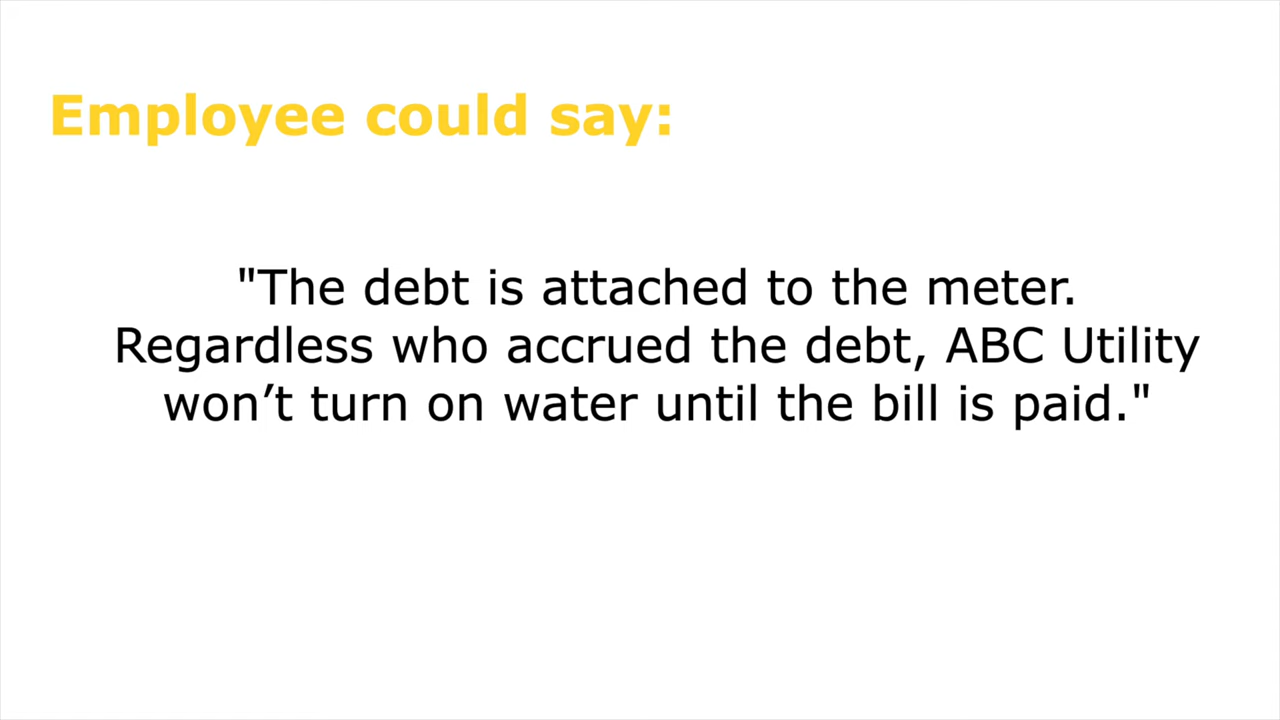 Employee could say:
"The debt is attached to the meter.
Regardless who accrued the debt, ABC Utility
won’t turn on water until the bill is paid."